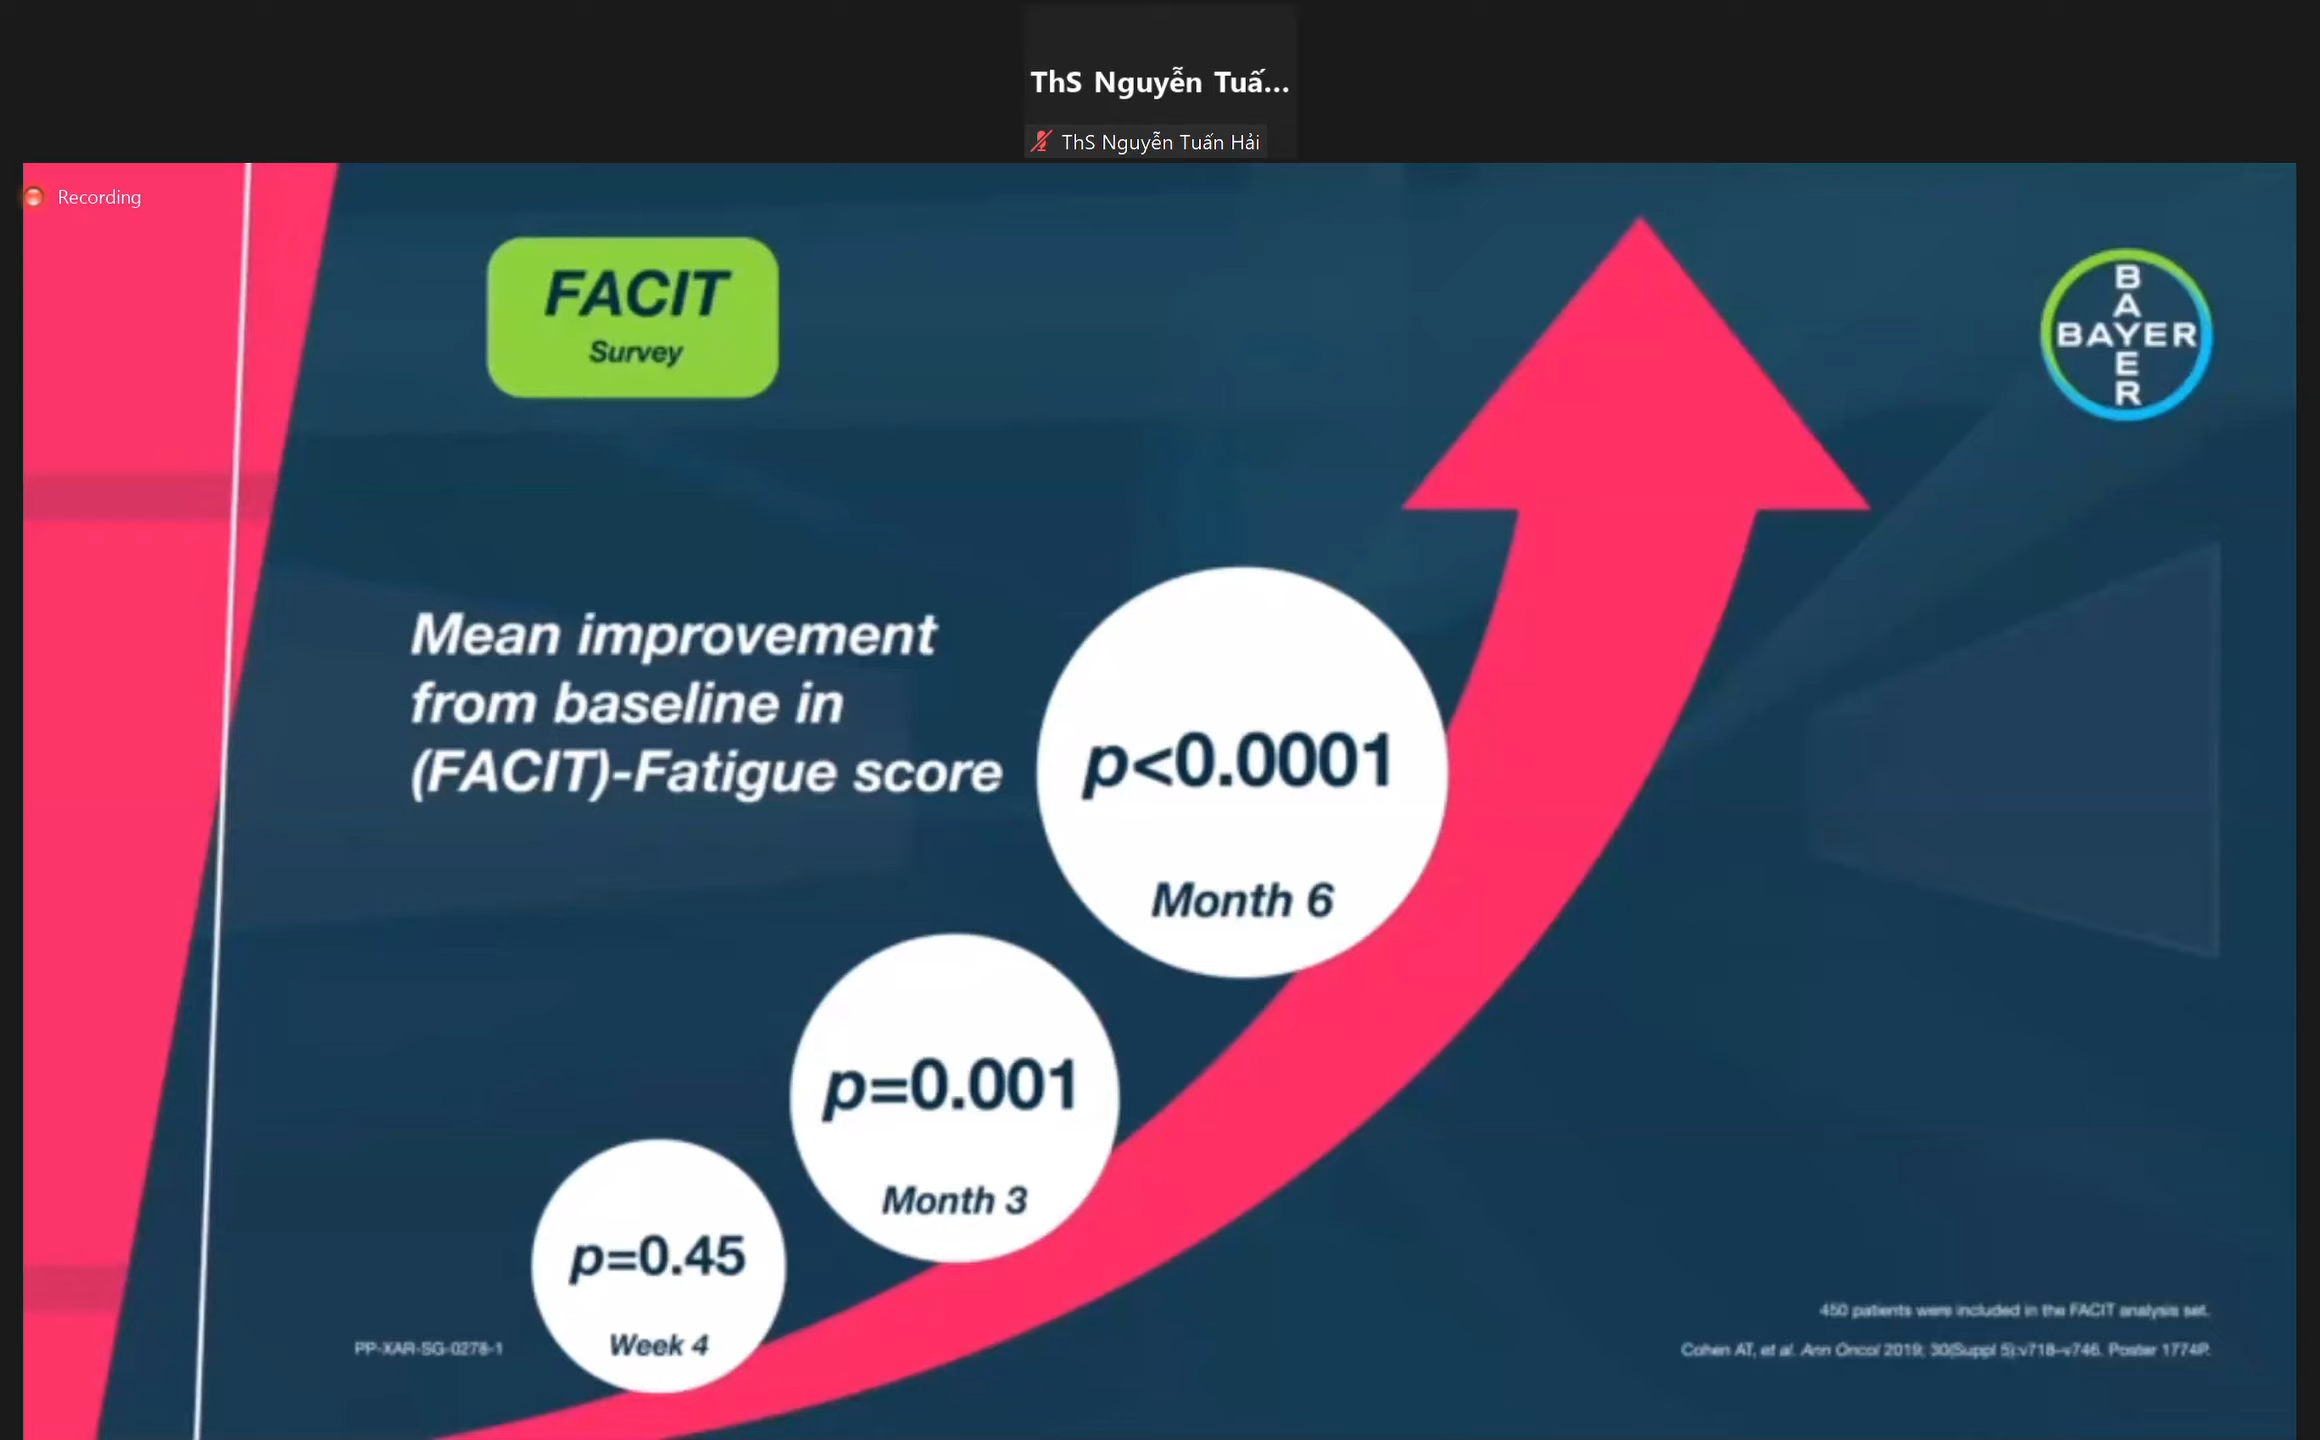 ThS Nguyễn Tuấ...
ThS Nguyễn Tuấn Hải
Recording
FACIT
Survey
BAYER
BAYER
Mean improvement
from baseline in
(FACIT)-Fatigue score
p<0.0001
Month 6
p=0.001
Month 3
p=0.45
Week 4
PP-XAR-SG-0278-1
450 patients were included in the FACIT analysis set.
Cohen AT, et al. Ann Oncol 2019; 30(Suppl 5):v718–v746. Poster 1774P.